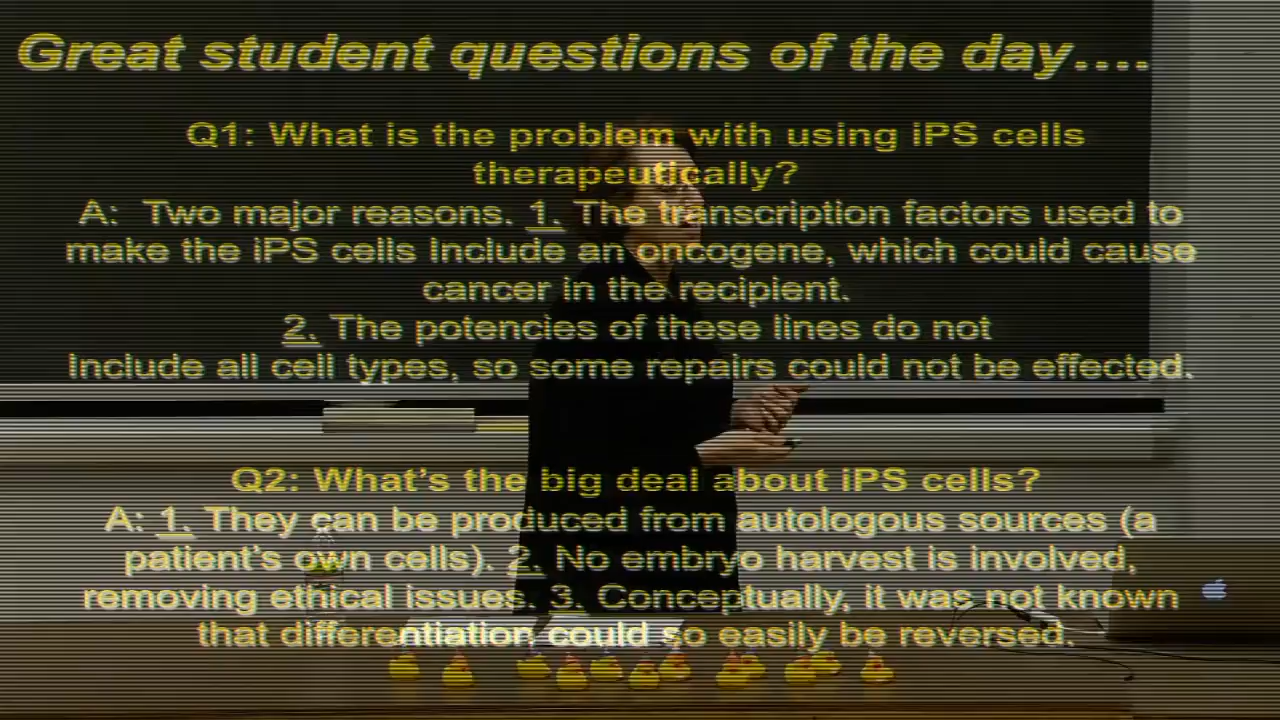 Great student questions of the day....
Q1: What is the problem with using iPS cells
therapeutically?
A:  Two major reasons. 1. The transcription factors used to
make the iPS cells Include an oncogene, which could cause
cancer in the recipient.
2. The potencies of these lines do not
Include all cell types, so some repairs could not be effected.
Q2: What's the big deal about iPS cells?
A: 1. They can be produced from autologous sources (a
patient's own cells). 2. No embryo harvest is involved,
removing ethical issues. 3. Conceptually, it was not known
that differentiation could so easily be reversed.